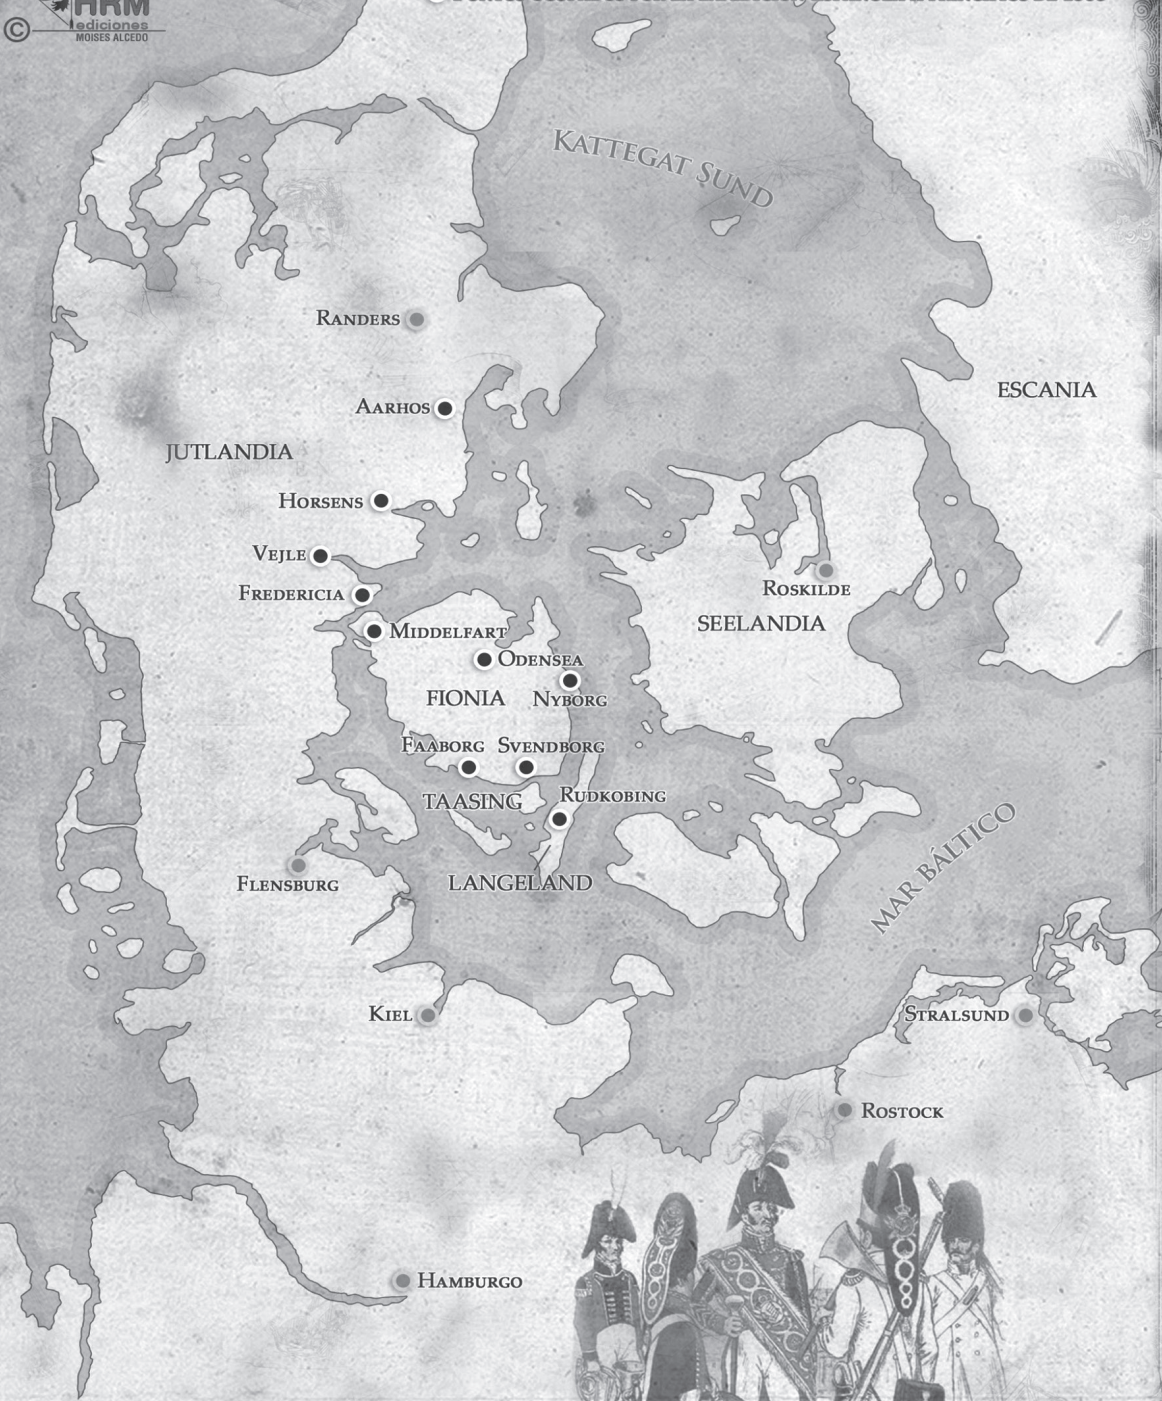 HRM
ediciones
© MOISES ALCEDO
KATTEGAT SUND
RANDERS
ESCANIA
AARHOS
JUTLANDIA
HORSENS
VEJLE
ROSKILDE
FREDERICIA
SEELANDIA
MIDDELFART
ODENSEA
FIONIA
NYBORG
FAABORG
SVENDBORG
RUDKOBING
TAASING
MAR BÁLTICO
FLENSBURG
LANGELAND
KIEL
STRALSUND
ROSTOCK
HAMBURGO